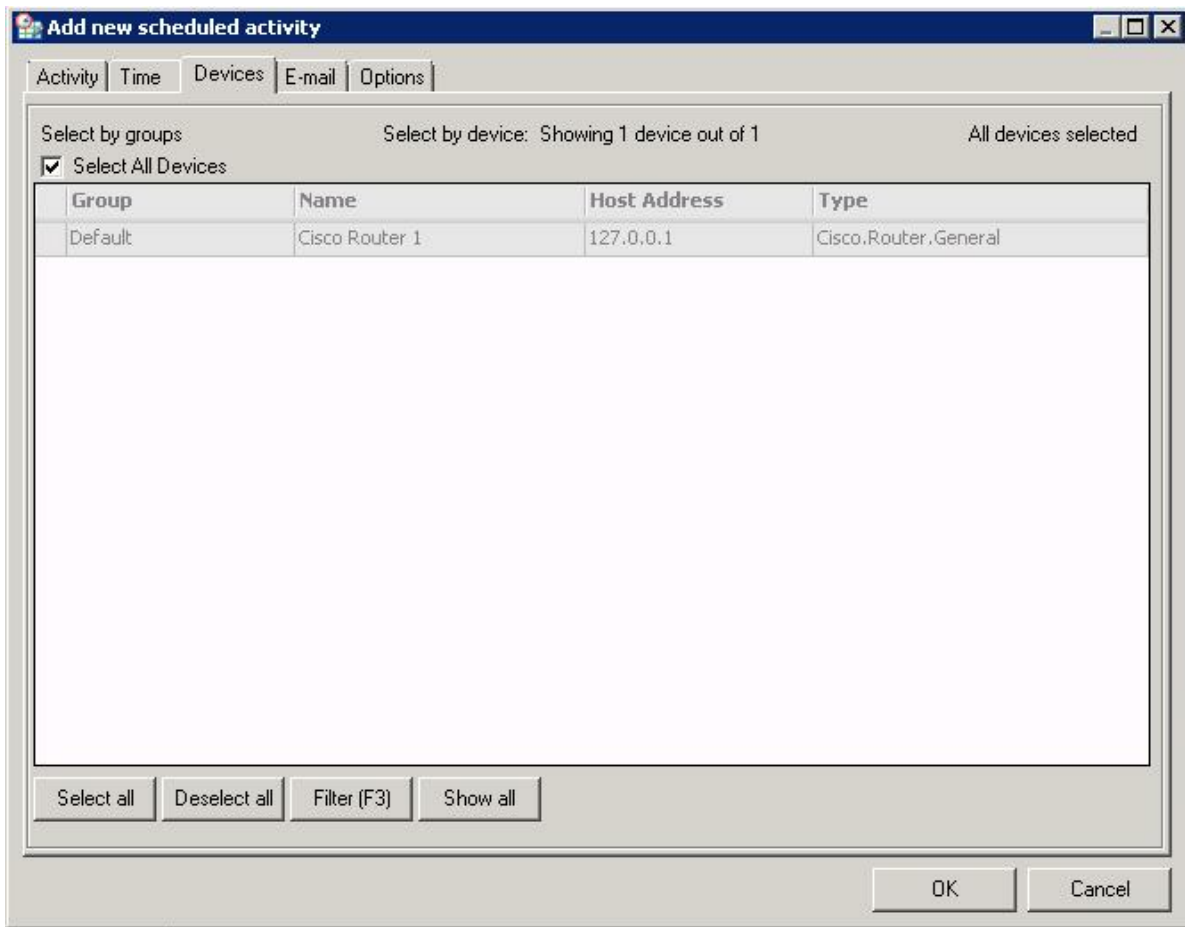 Add new scheduled activity
Activity Time Devices E-mail Options
Select by groups Select by device: Showing 1 device out of 1 All devices selected
Select All Devices
Group Name Host Address Type
Default Cisco Router 1 127.0.0.1 Cisco.Router.General
Select all Deselect all Filter (F3) Show all
OK Cancel